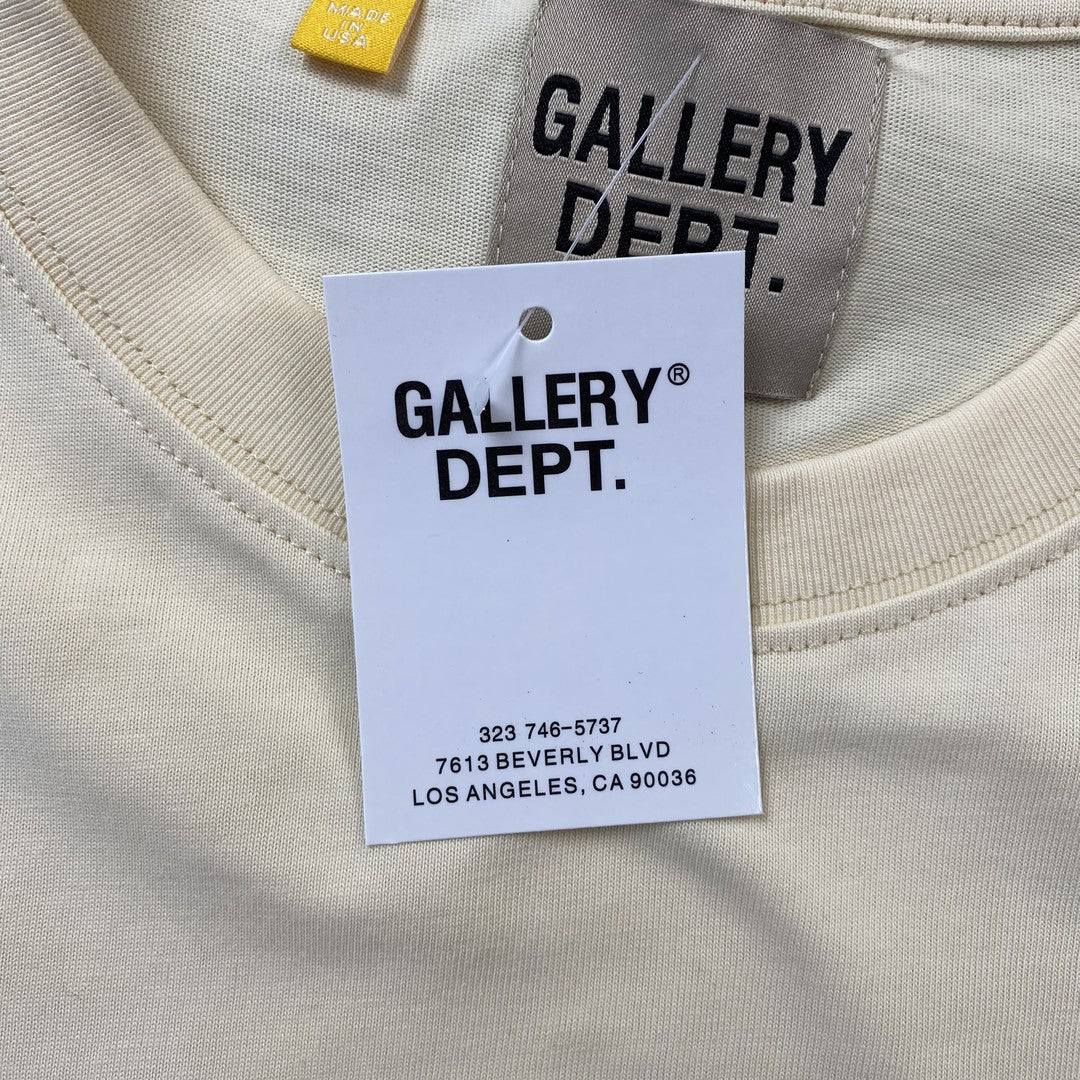 MADE
IN
USA
GALLERY
DEPT.
GALLERY®
DEPT.
323 746-5737
7613 BEVERLY BLVD
LOS ANGELES, CA 90036